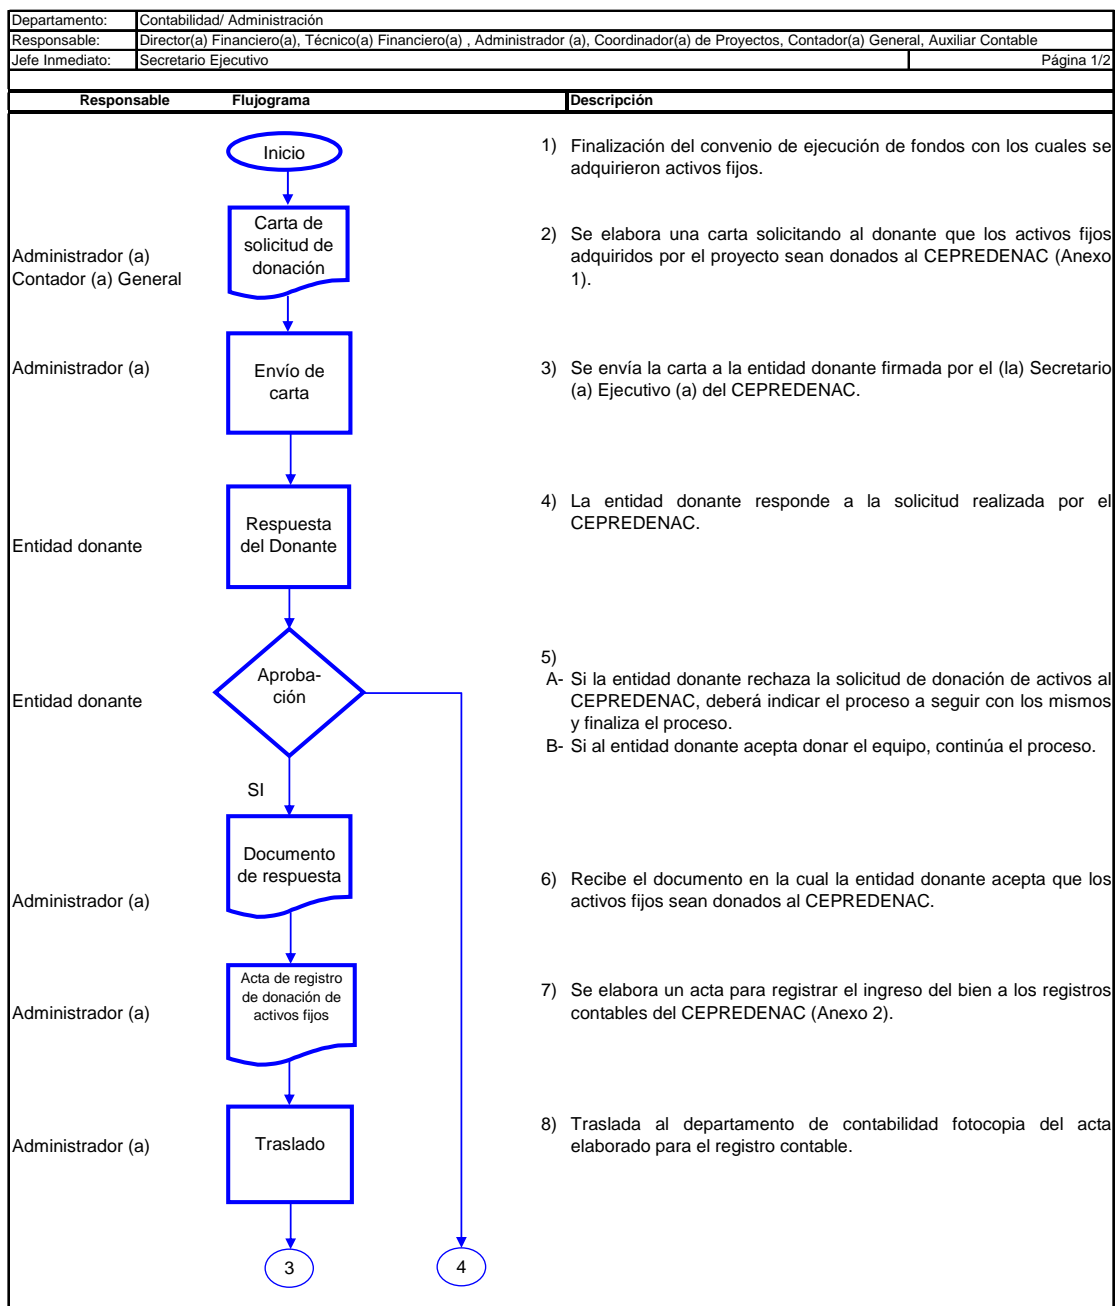 Departamento: Contabilidad/ Administración
Responsable: Director(a) Financiero(a), Técnico(a) Financiero(a) , Administrador (a), Coordinador(a) de Proyectos, Contador(a) General, Auxiliar Contable
Jefe Inmediato: Secretario Ejecutivo Página 1/2
Responsable Flujograma Descripción
Inicio
1) Finalización del convenio de ejecución de fondos con los cuales se
adquirieron activos fijos.
Administrador (a)
Contador (a) General
Carta de
solicitud de
donación
2) Se elabora una carta solicitando al donante que los activos fijos
adquiridos por el proyecto sean donados al CEPREDENAC (Anexo
1).
Administrador (a)
Envío de
carta
3) Se envía la carta a la entidad donante firmada por el (la) Secretario
(a) Ejecutivo (a) del CEPREDENAC.
Entidad donante
Respuesta
del Donante
4) La entidad donante responde a la solicitud realizada por el
CEPREDENAC.
Entidad donante
Aproba-
ción
5)
A- Si la entidad donante rechaza la solicitud de donación de activos al
CEPREDENAC, deberá indicar el proceso a seguir con los mismos
y finaliza el proceso.
B- Si al entidad donante acepta donar el equipo, continúa el proceso.
SI
Administrador (a)
Documento
de respuesta
6) Recibe el documento en la cual la entidad donante acepta que los
activos fijos sean donados al CEPREDENAC.
Administrador (a)
Acta de registro
de donación de
activos fijos
7) Se elabora un acta para registrar el ingreso del bien a los registros
contables del CEPREDENAC (Anexo 2).
Administrador (a)
Traslado
8) Traslada al departamento de contabilidad fotocopia del acta
elaborado para el registro contable.
3
4